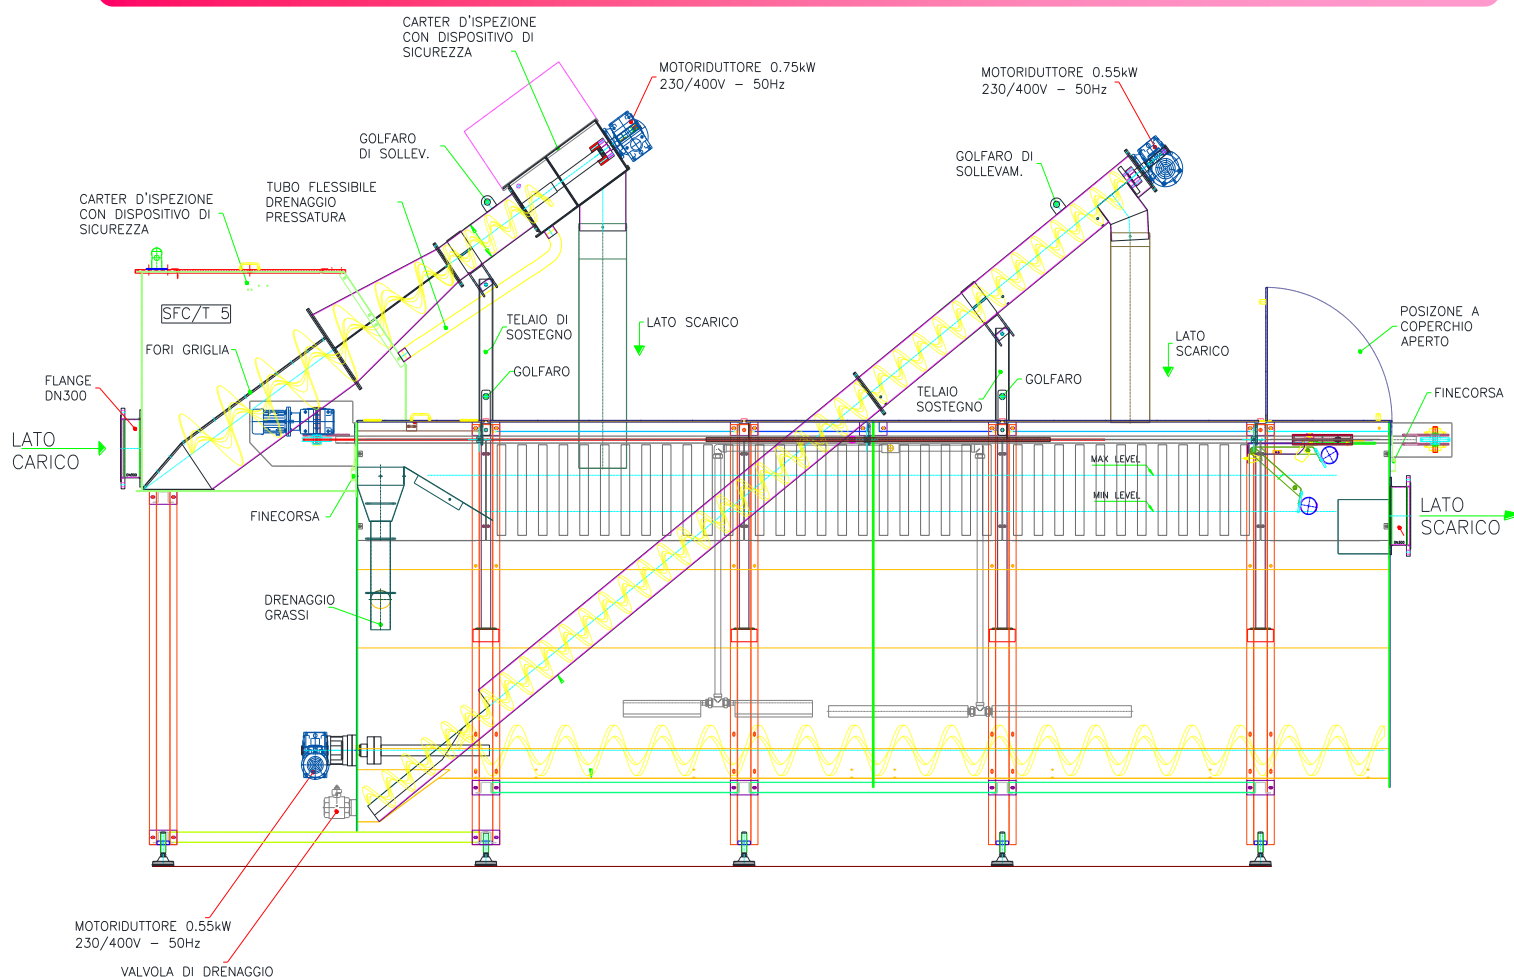 CARTER D'ISPEZIONE
CON DISPOSITIVO DI
SICUREZZA
MOTORIDUTTORE 0.75kW
230/400V - 50Hz
MOTORIDUTTORE 0.55kW
230/400V - 50Hz
GOLFARO
DI SOLLEV.
GOLFARO DI
SOLLEVAM.
TUBO FLESSIBILE
DRENAGGIO
PRESSATURA
CARTER D'ISPEZIONE
CON DISPOSITIVO DI
SICUREZZA
SFC/T 5
TELAIO DI
SOSTEGNO
LATO SCARICO
POSIZONE A
COPERCHIO
APERTO
LATO
SCARICO
FORI GRIGLIA
GOLFARO
GOLFARO
FLANGE
DN300
TELAIO
SOSTEGNO
FINECORSA
LATO
CARICO
MAX LEVEL
MIN LEVEL
LATO
SCARICO
FINECORSA
DRENAGGIO
GRASSI
MOTORIDUTTORE 0.55kW
230/400V - 50Hz
VALVOLA DI DRENAGGIO